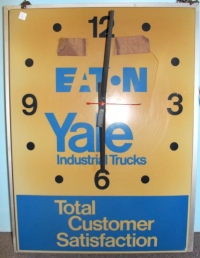 12
EATON
9
3
Yale
Industrial Trucks
6
Total
Customer
Satisfaction